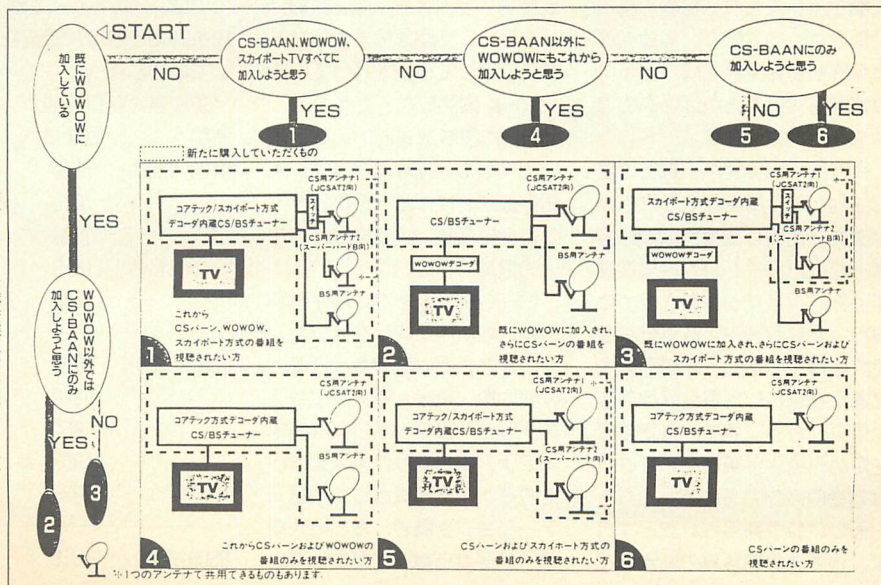 ◁START
既にWOWOWに
加入している
NO
CS-BAAN、WOWOW、
スカイポートTVすべてに
加入しようと思う
YES
1
NO
CS-BAAN以外に
WOWOWにもこれから
加入しようと思う
YES
4
NO
CS-BAANにのみ
加入しようと思う
NO
5
YES
6
YES
WOWOW以外では
CS-BAANにのみ
加入しようと思う
YES
2
NO
3
新たに購入していただくもの
CS用アンテナ1
(JCSAT2向)
スイッチ
コアテック/スカイポート方式
デコーダ内蔵CS/BSチューナー
CS用アンテナ2
(スーパーバードB向)
BS用アンテナ
TV
これから
CSバーン、WOWOW、
スカイポート方式の番組を
視聴されたい方
1
CS用アンテナ
(JCSAT2向)
CS/BSチューナー
WOWOWデコーダ
BS用アンテナ
TV
既にWOWOWに加入され、
さらにCSバーンの番組を
視聴されたい方
2
CS用アンテナ1
(JCSAT2向)
スイッチ
スカイポート方式デコーダ内蔵
CS/BSチューナー
CS用アンテナ2
(スーパーバードB向)
WOWOWデコーダ
BS用アンテナ
TV
既にWOWOWに加入され、さらにCSバーンおよび
スカイポート方式の番組を視聴されたい方
3
CS用アンテナ
(JCSAT2向)
コアテック方式デコーダ内蔵
CS/BSチューナー
BS用アンテナ
TV
これからCSバーンおよびWOWOWの
番組のみを視聴されたい方
4
CS用アンテナ1
(JCSAT2向)
コアテック/スカイポート方式
デコーダ内蔵CS/BSチューナー
CS用アンテナ2
(スーパーバード向)
TV
CSバーンおよびスカイポート方式の
番組のみを視聴されたい方
5
CS用アンテナ
(JCSAT2向)
コアテック方式デコーダ内蔵
CS/BSチューナー
TV
CSバーンの番組のみを
視聴されたい方
6
※1つのアンテナで共用できるものもあります。